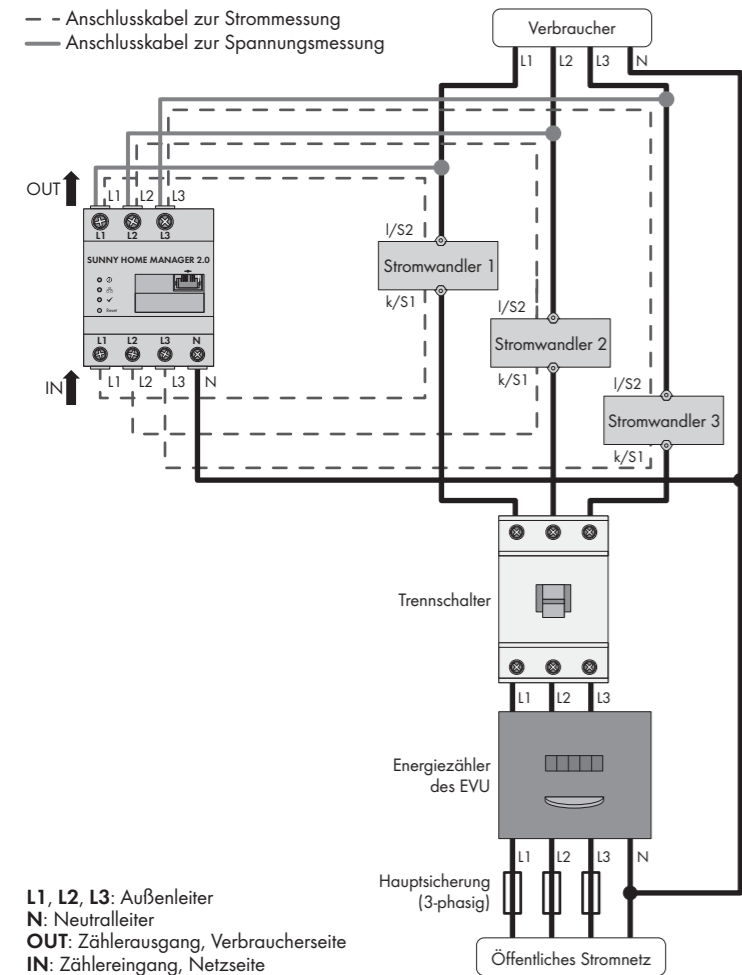 Anschlusskabel zur Strommessung
Anschlusskabel zur Spannungsmessung
Verbraucher
L1 L2 L3 N
OUT
L1 L2 L3
L1 L2 L3
SUNNY HOME MANAGER 2.0
Reset
L1 L2 L3 N
IN
L1 L2 L3 N
l/S2
Stromwandler 1
k/S1
l/S2
Stromwandler 2
k/S1
l/S2
Stromwandler 3
k/S1
Trennschalter
L1 L2 L3
Energiezähler
des EVU
L1 L2 L3 N
Hauptsicherung
(3-phasig)
Öffentliches Stromnetz
L1, L2, L3: Außenleiter
N: Neutralleiter
OUT: Zählerausgang, Verbraucherseite
IN: Zählereingang, Netzseite